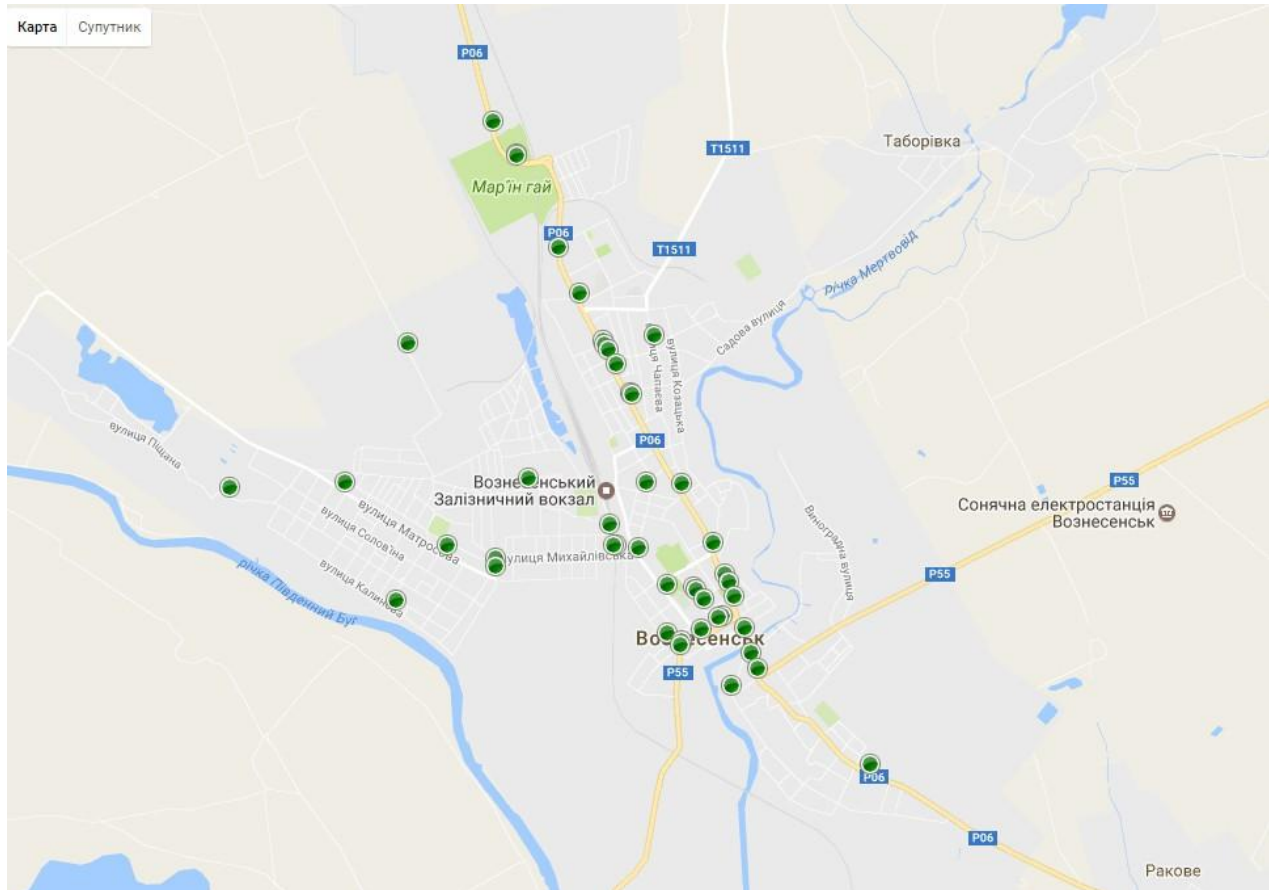 Карта Супутник
P06
T1511
Таборівка
Мар'їн гай
P06
T1511
річка Мертвовід
Садова вулиця
вулиця Козацька
Чапаєва
P06
вулиця Піщана
Вознесенський
Залізничний вокзал
P55
Сонячна електростанція
Вознесенськ
вулиця Матросова
вулиця Солов'їна
Виноградна вулиця
вулиця Михайлівська
P55
вулиця Калинова
річка Південний Буг
Вознесенськ
P55
P06
P06
Ракове